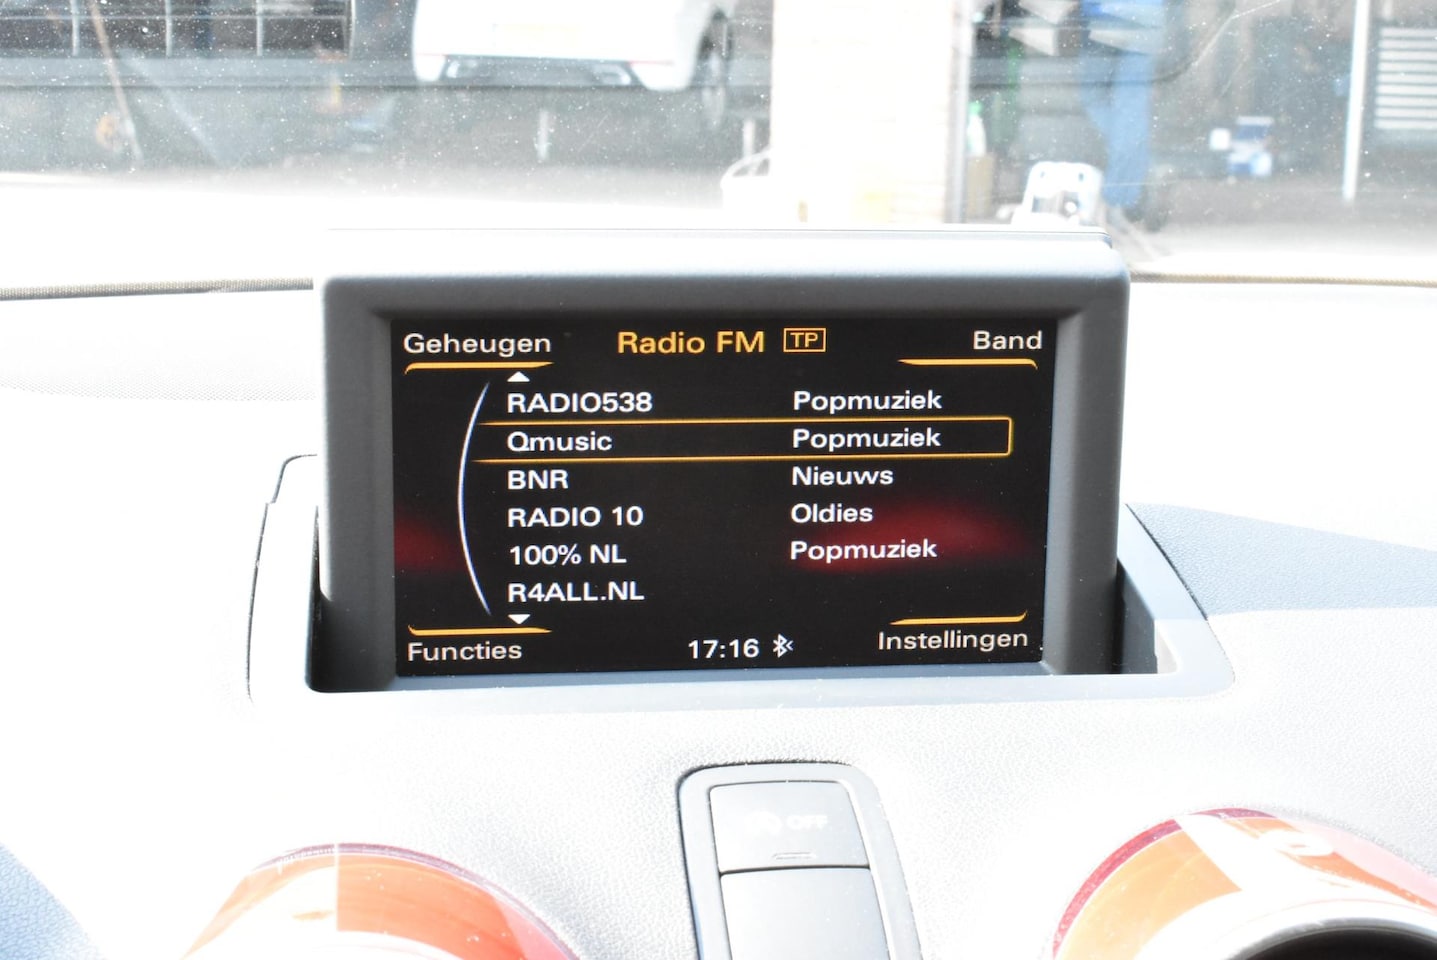 Geheugen Radio FM TP Band
RADIO538 Popmuziek
Qmusic Popmuziek
BNR Nieuws
RADIO 10 Oldies
100% NL Popmuziek
R4ALL.NL
Functies 17:16 Instellingen
OFF